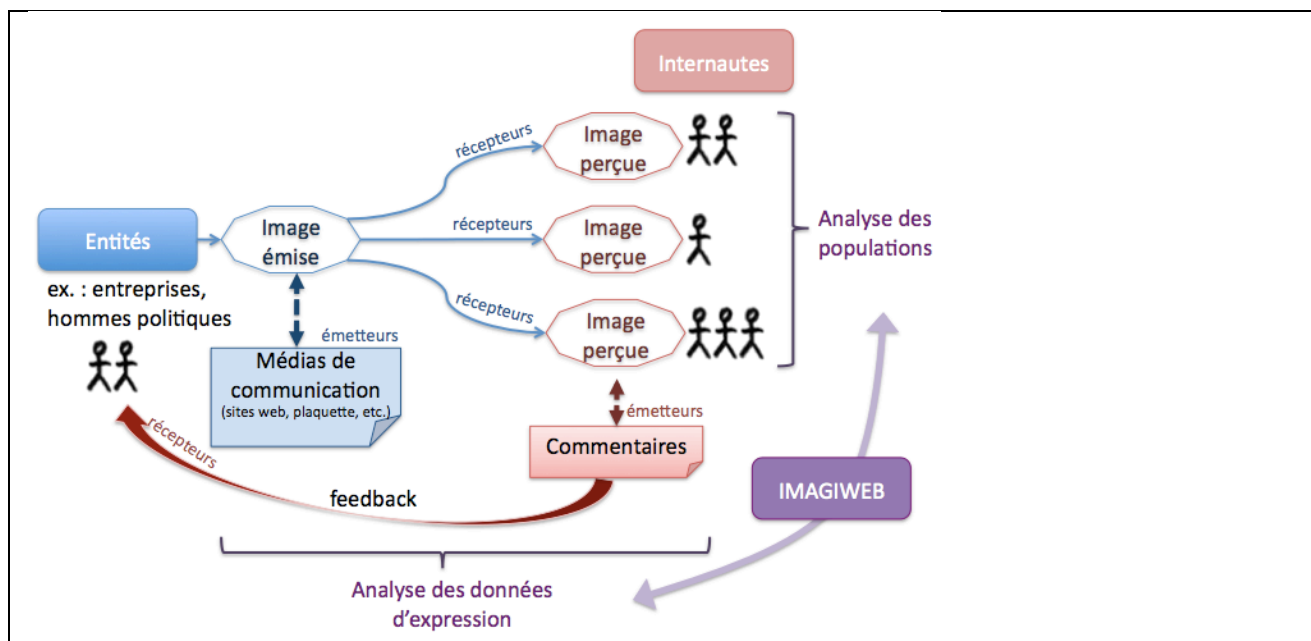 Internautes
récepteurs
Image
perçue
Entités
Image
émise
récepteurs
Image
perçue
Analyse des
populations
ex. : entreprises,
hommes politiques
récepteurs
Image
perçue
émetteurs
Médias de
communication
(sites web, plaquette, etc.)
émetteurs
Commentaires
récepteurs
feedback
IMAGIWEB
Analyse des données
d'expression